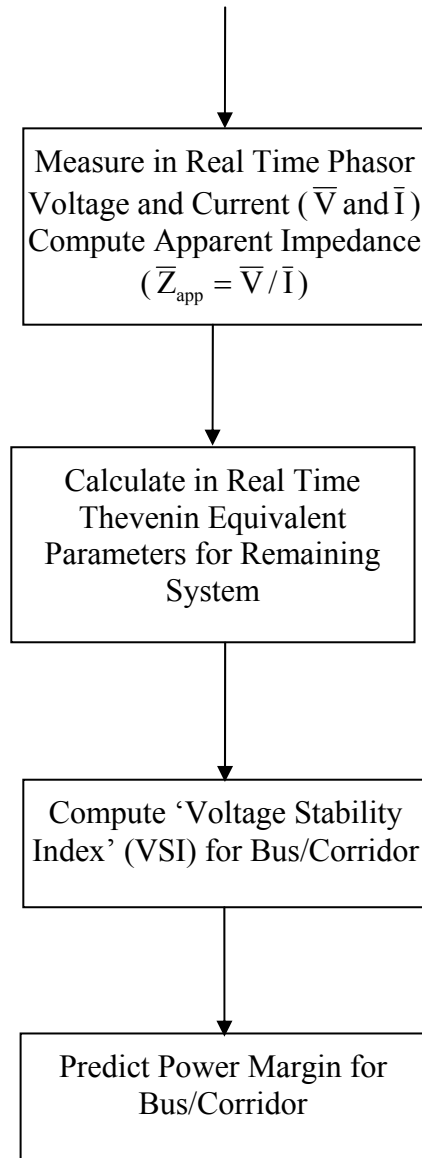 Measure in Real Time Phasor
Voltage and Current ( V̅ and I̅ )
Compute Apparent Impedance
( Z̅app = V̅ / I̅ )
Calculate in Real Time
Thevenin Equivalent
Parameters for Remaining
System
Compute ‘Voltage Stability
Index’ (VSI) for Bus/Corridor
Predict Power Margin for
Bus/Corridor